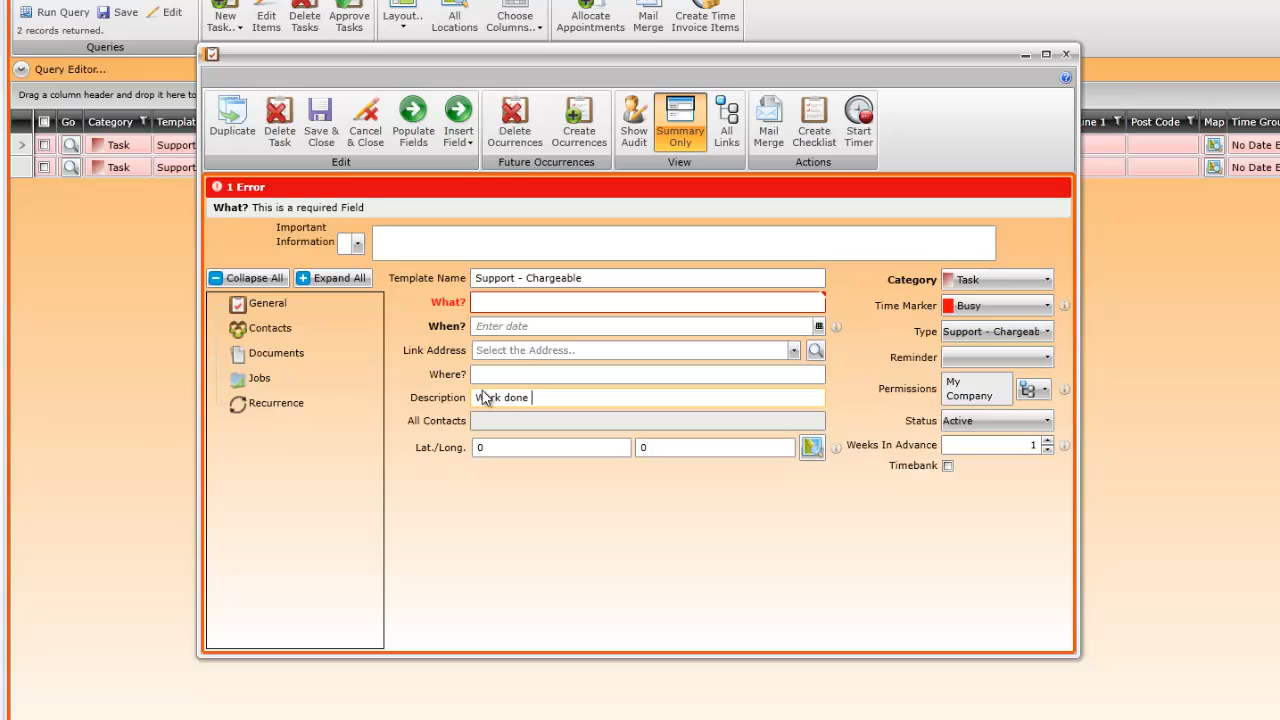 Run Query Save Edit
2 records returned.
Queries
New Task.. Edit Items Delete Tasks Approve Tasks Layout.. All Locations Choose Columns.. Allocate Appointments Mail Merge Create Time Invoice Items
Query Editor...
Drag a column header and drop it here to
Go Category Templat
Task Support
Task Support
ine 1 Post Code Map Time Grou
No Date E
No Date E
Duplicate
Delete Task
Save & Close
Cancel & Close
Populate Fields
Insert Field
Edit
Delete Ocurrences
Create Ocurrences
Future Occurrences
Show Audit
Summary Only
All Links
View
Mail Merge
Create Checklist
Start Timer
Actions
1 Error
What? This is a required Field
Important Information
Collapse All Expand All
General
Contacts
Documents
Jobs
Recurrence
Template Name Support - Chargeable
What?
When? Enter date
Link Address Select the Address..
Where?
Description Work done
All Contacts
Lat./Long. 0 0
Category Task
Time Marker Busy
Type Support - Chargeab
Reminder
Permissions My Company
Status Active
Weeks In Advance 1
Timebank